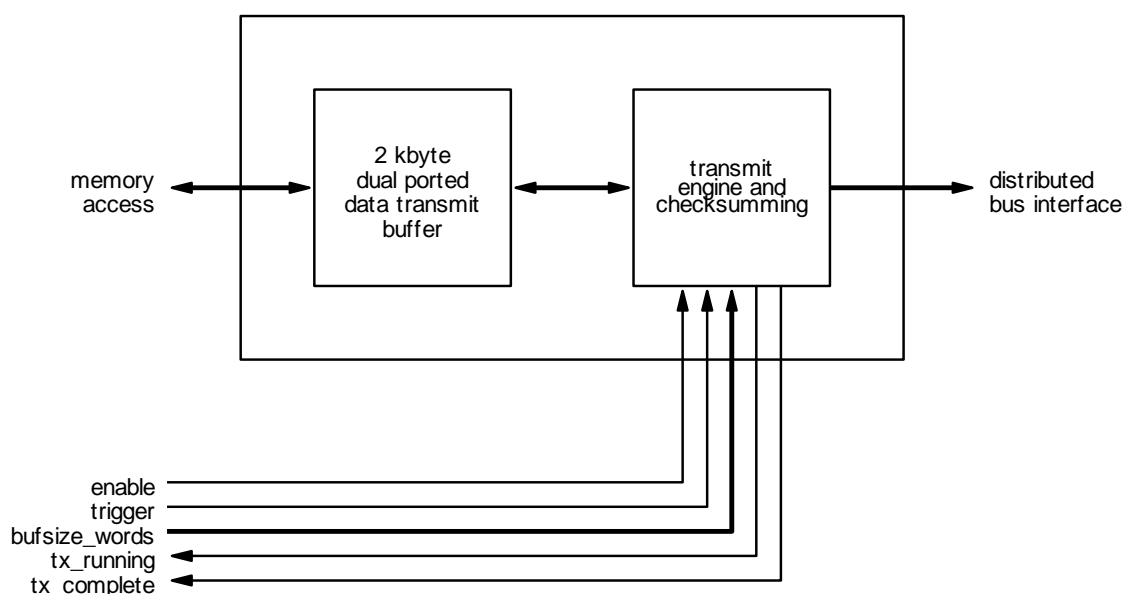 2 kbyte
dual ported
data transmit
buffer
transmit
engine and
checksumming
memory
access
distributed
bus interface
enable
trigger
bufsize_words
tx_running
tx_complete